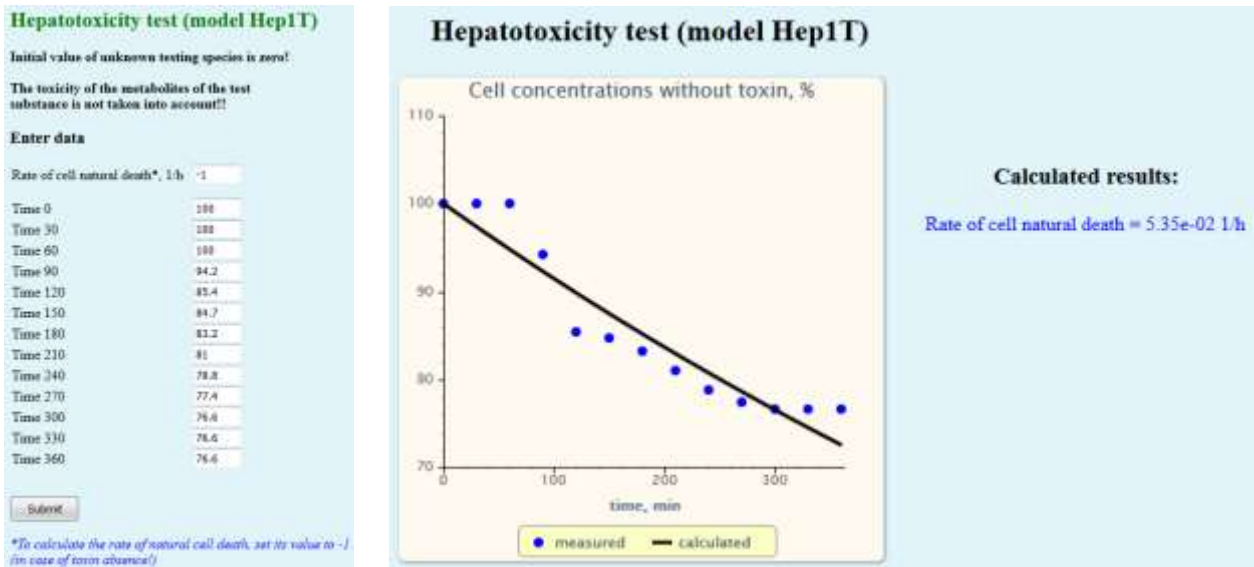 Hepatotoxicity test (model Hep1T)
Initial value of unknown testing species is zero!
The toxicity of the metabolites of the test
substance is not taken into account!!
Enter data
Rate of cell natural death*, 1/h -1
Time 0 100
Time 30 100
Time 60 100
Time 90 94.2
Time 120 85.4
Time 150 84.7
Time 180 83.2
Time 210 81
Time 240 78.8
Time 270 77.4
Time 300 76.6
Time 330 76.6
Time 360 76.6
Submit
*To calculate the rate of natural cell death, set its value to -1
(in case of toxin absence!)
Hepatotoxicity test (model Hep1T)
Cell concentrations without toxin, %
110
100
90
80
70
0 100 200 300
time, min
measured calculated
Calculated results:
Rate of cell natural death = 5.35e-02 1/h